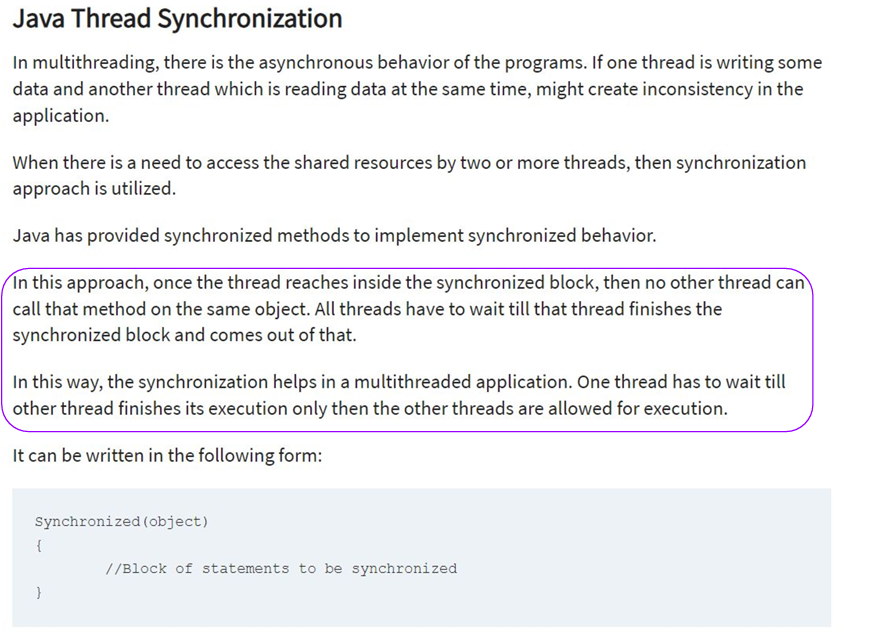 Java Thread Synchronization
In multithreading, there is the asynchronous behavior of the programs. If one thread is writing some
data and another thread which is reading data at the same time, might create inconsistency in the
application.
When there is a need to access the shared resources by two or more threads, then synchronization
approach is utilized.
Java has provided synchronized methods to implement synchronized behavior.
In this approach, once the thread reaches inside the synchronized block, then no other thread can
call that method on the same object. All threads have to wait till that thread finishes the
synchronized block and comes out of that.
In this way, the synchronization helps in a multithreaded application. One thread has to wait till
other thread finishes its execution only then the other threads are allowed for execution.
It can be written in the following form:
Synchronized(object)
{
        //Block of statements to be synchronized
}